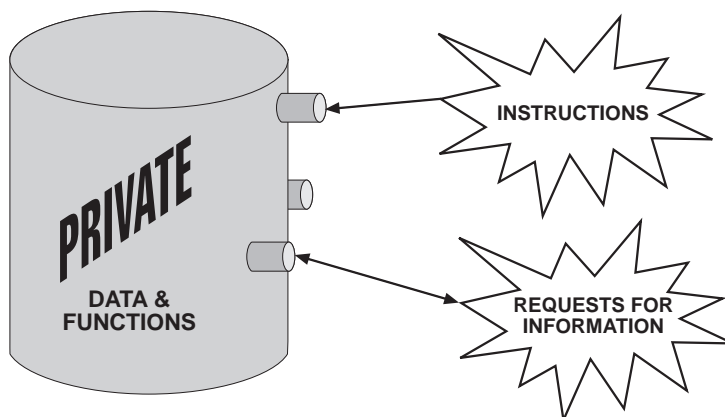 PRIVATE
DATA &
FUNCTIONS
INSTRUCTIONS
REQUESTS FOR
INFORMATION